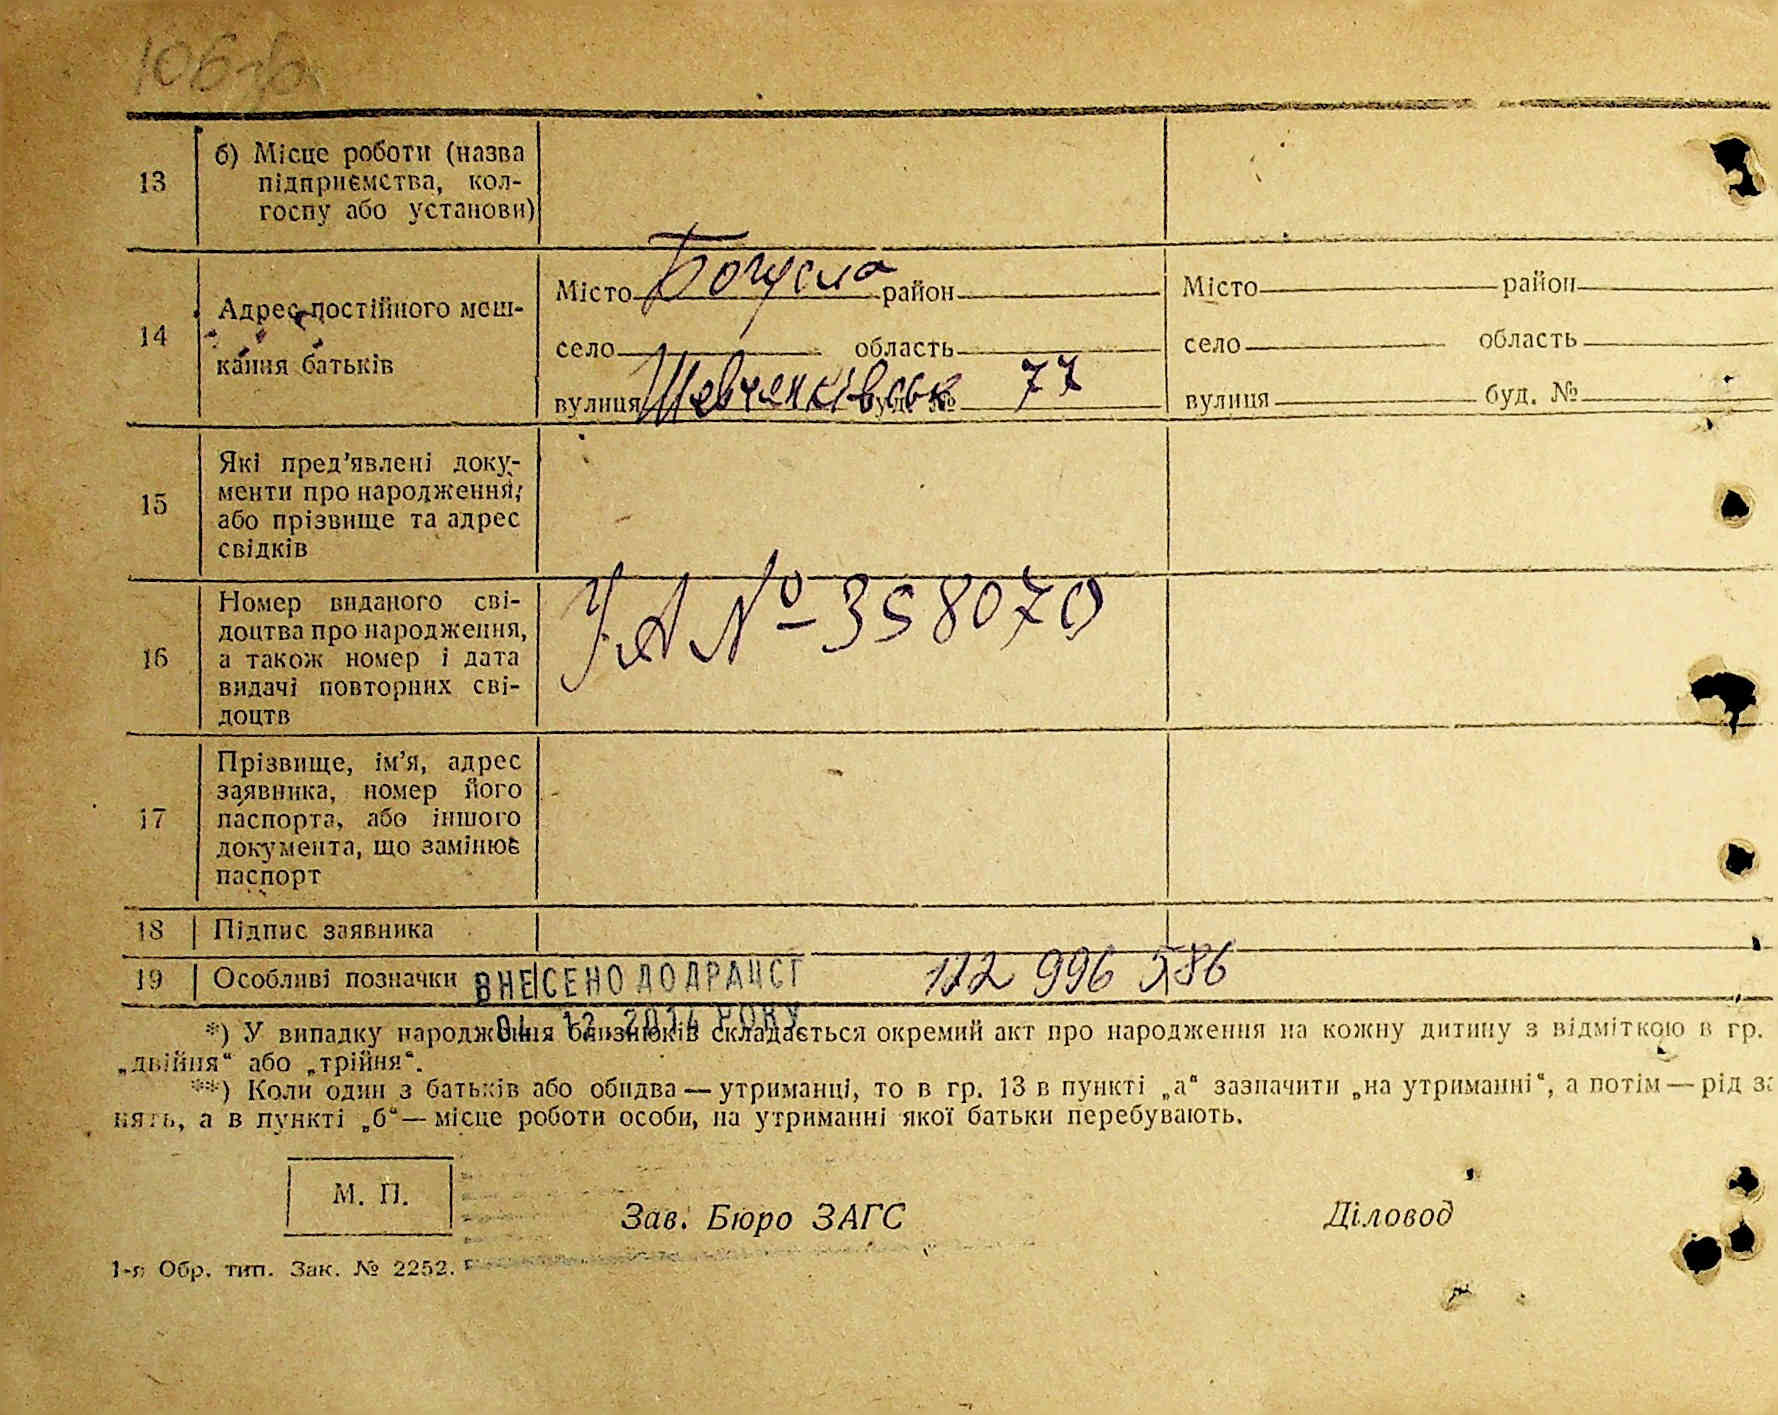 106
13
б) Місце роботи (назва
підприємства, кол-
госпу або установи)
14
Адрес постійного меш-
кання батьків
Місто Богусла район
село область
вулиця Шевченківськ 77
Місто район
село область
вулиця буд. №
15
Які пред'явлені доку-
менти про народження,
або прізвище та адрес
свідків
16
Номер виданого сві-
доцтва про народження,
а також номер і дата
видачі повторних сві-
доцтв
УА № 358070
17
Прізвище, ім'я, адрес
заявника, номер його
паспорта, або іншого
документа, що замінює
паспорт
18
Підпис заявника
19
Особливі позначки
ВНЕСЕНО ДО ДРАЦСГ
122 996 586
РОКУ
*) У випадку народження близнюків складається окремий акт про народження на кожну дитину з відміткою в гр.
„двійня“ або „трійня“.
**) Коли один з батьків або обидва — утриманці, то в гр. 13 в пункті „а“ зазначити „на утриманні“, а потім — рід за
нять, а в пункті „б“ — місце роботи особи, на утриманні якої батьки перебувають.
М. П.
Зав. Бюро ЗАГС
Діловод
1-я Обр. тип. Зак. № 2252.